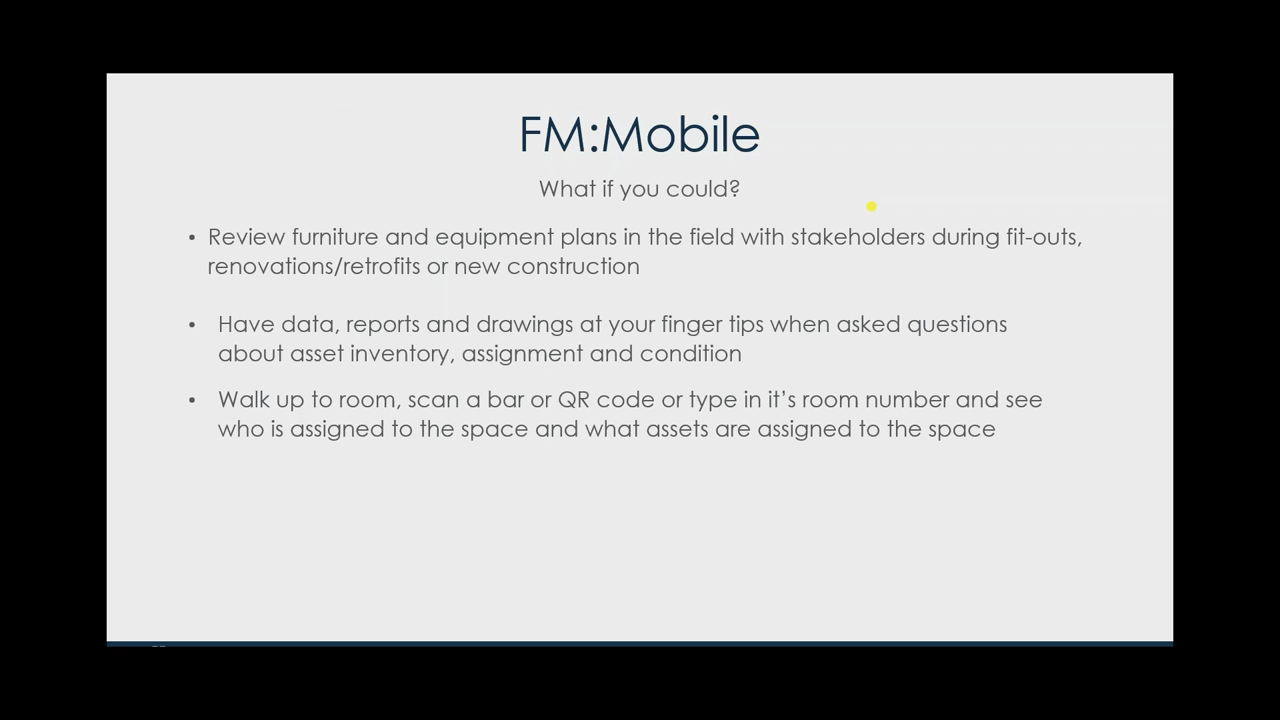 FM:Mobile
What if you could?
• Review furniture and equipment plans in the field with stakeholders during fit-outs,
renovations/retrofits or new construction
• Have data, reports and drawings at your finger tips when asked questions
about asset inventory, assignment and condition
• Walk up to room, scan a bar or QR code or type in it’s room number and see
who is assigned to the space and what assets are assigned to the space